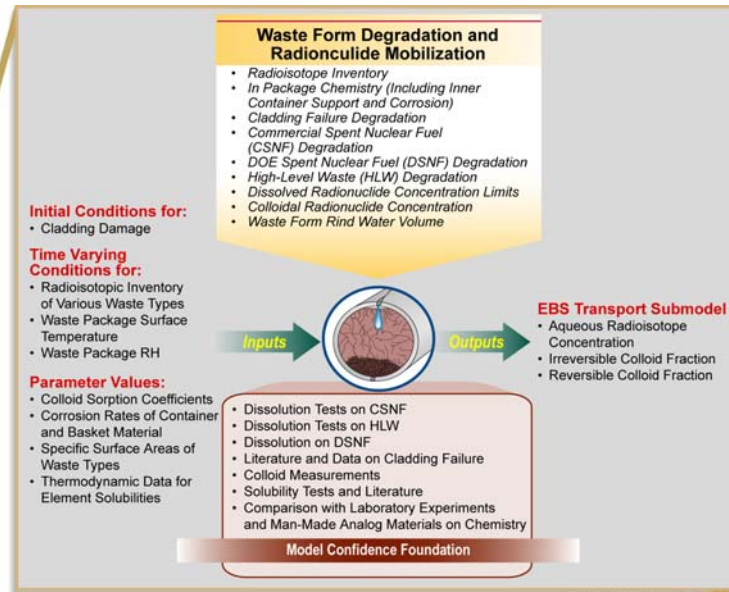 Waste Form Degradation and
Radionculide Mobilization
• Radioisotope Inventory
• In Package Chemistry (Including Inner
Container Support and Corrosion)
• Cladding Failure Degradation
• Commercial Spent Nuclear Fuel
(CSNF) Degradation
• DOE Spent Nuclear Fuel (DSNF) Degradation
• High-Level Waste (HLW) Degradation
• Dissolved Radionuclide Concentration Limits
• Colloidal Radionuclide Concentration
• Waste Form Rind Water Volume
Initial Conditions for:
• Cladding Damage
Time Varying
Conditions for:
• Radioisotopic Inventory
of Various Waste Types
• Waste Package Surface
Temperature
• Waste Package RH
Parameter Values:
• Colloid Sorption Coefficients
• Corrosion Rates of Container
and Basket Material
• Specific Surface Areas of
Waste Types
• Thermodynamic Data for
Element Solubilities
Inputs
Outputs
EBS Transport Submodel
• Aqueous Radioisotope
Concentration
• Irreversible Colloid Fraction
• Reversible Colloid Fraction
• Dissolution Tests on CSNF
• Dissolution Tests on HLW
• Dissolution on DSNF
• Literature and Data on Cladding Failure
• Colloid Measurements
• Solubility Tests and Literature
• Comparison with Laboratory Experiments
and Man-Made Analog Materials on Chemistry
Model Confidence Foundation